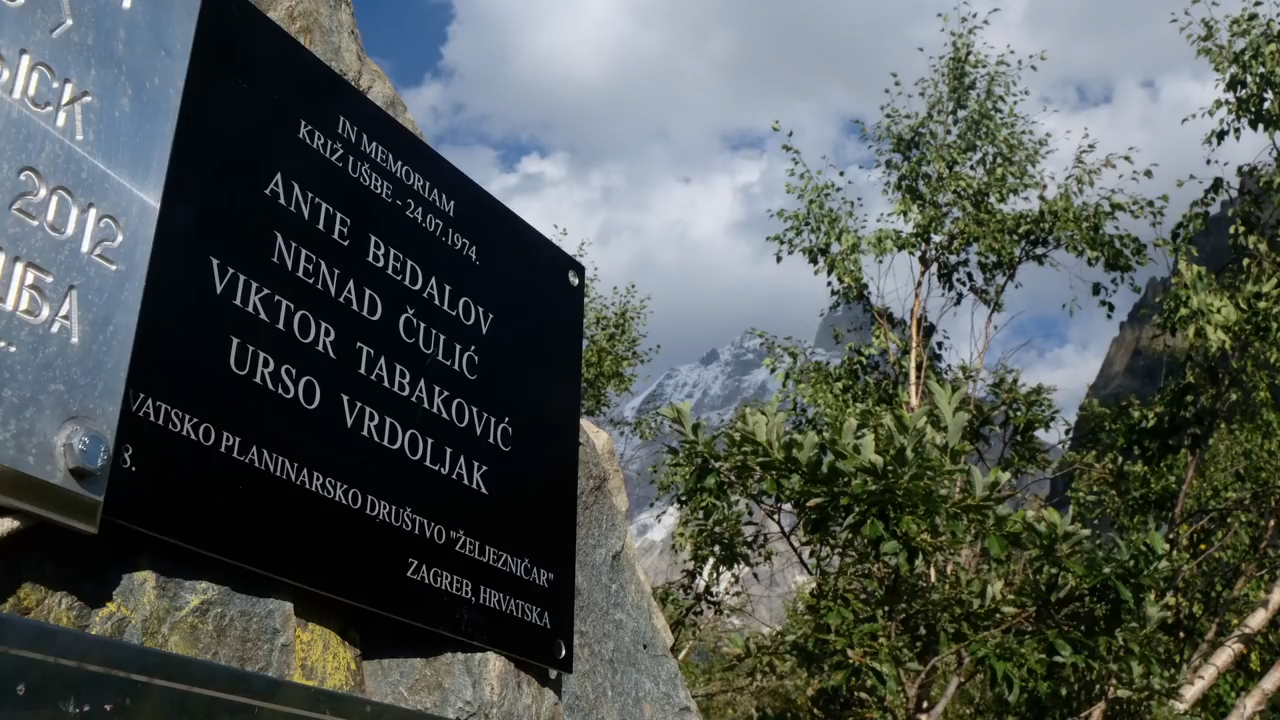 2012
IN MEMORIAM
KRIŽ UŠBE - 24.07.1974.
ANTE BEDALOV
NENAD ČULIĆ
VIKTOR TABAKOVIĆ
URSO VRDOLJAK
VATSKO PLANINARSKO DRUŠTVO "ŽELJEZNIČAR"
8.
ZAGREB, HRVATSKA